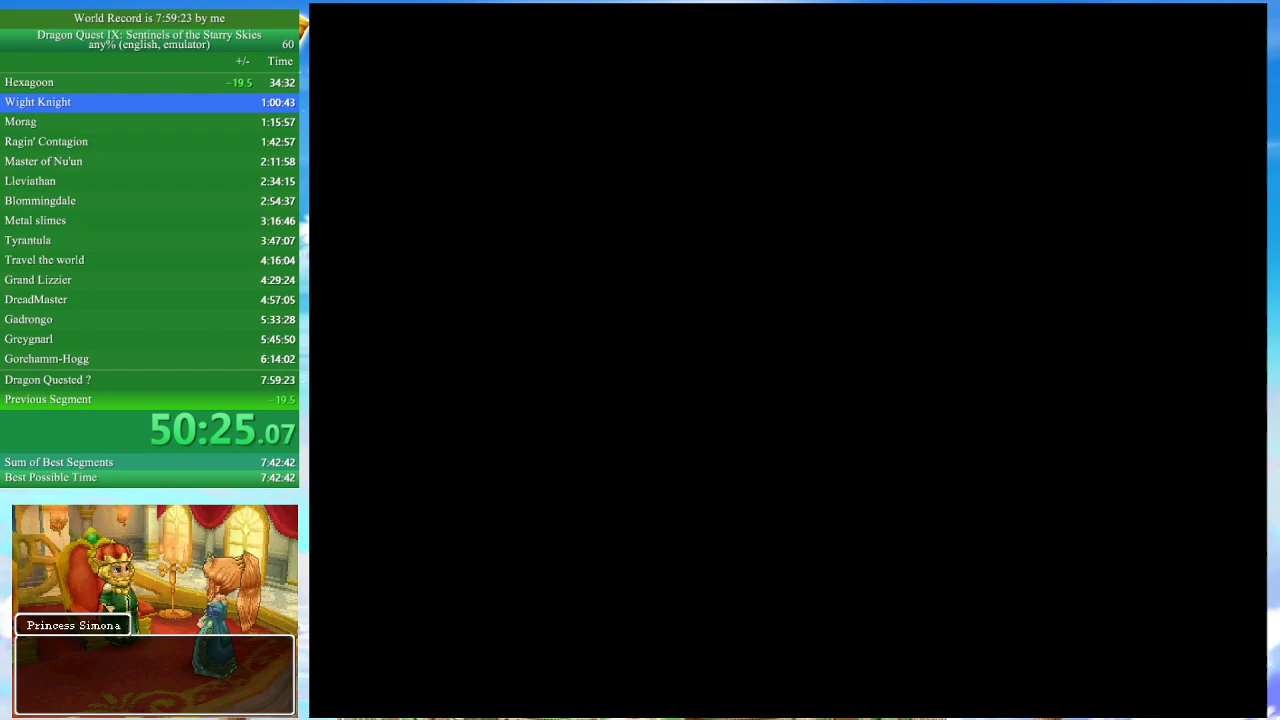 World Record is 7:59:23 by me
Dragon Quest IX: Sentinels of the Starry Skies
any% (english, emulator) 60
+/- Time
Hexagoon −19.5 34:32
Wight Knight 1:00:43
Morag 1:15:57
Ragin' Contagion 1:42:57
Master of Nu'un 2:11:58
Lleviathan 2:34:15
Blommingdale 2:54:37
Metal slimes 3:16:46
Tyrantula 3:47:07
Travel the world 4:16:04
Grand Lizzier 4:29:24
DreadMaster 4:57:05
Gadrongo 5:33:28
Greygnarl 5:45:50
Gorehamm-Hogg 6:14:02
Dragon Quested ? 7:59:23
Previous Segment −19.5
50:25.07
Sum of Best Segments 7:42:42
Best Possible Time 7:42:42
Princess Simona